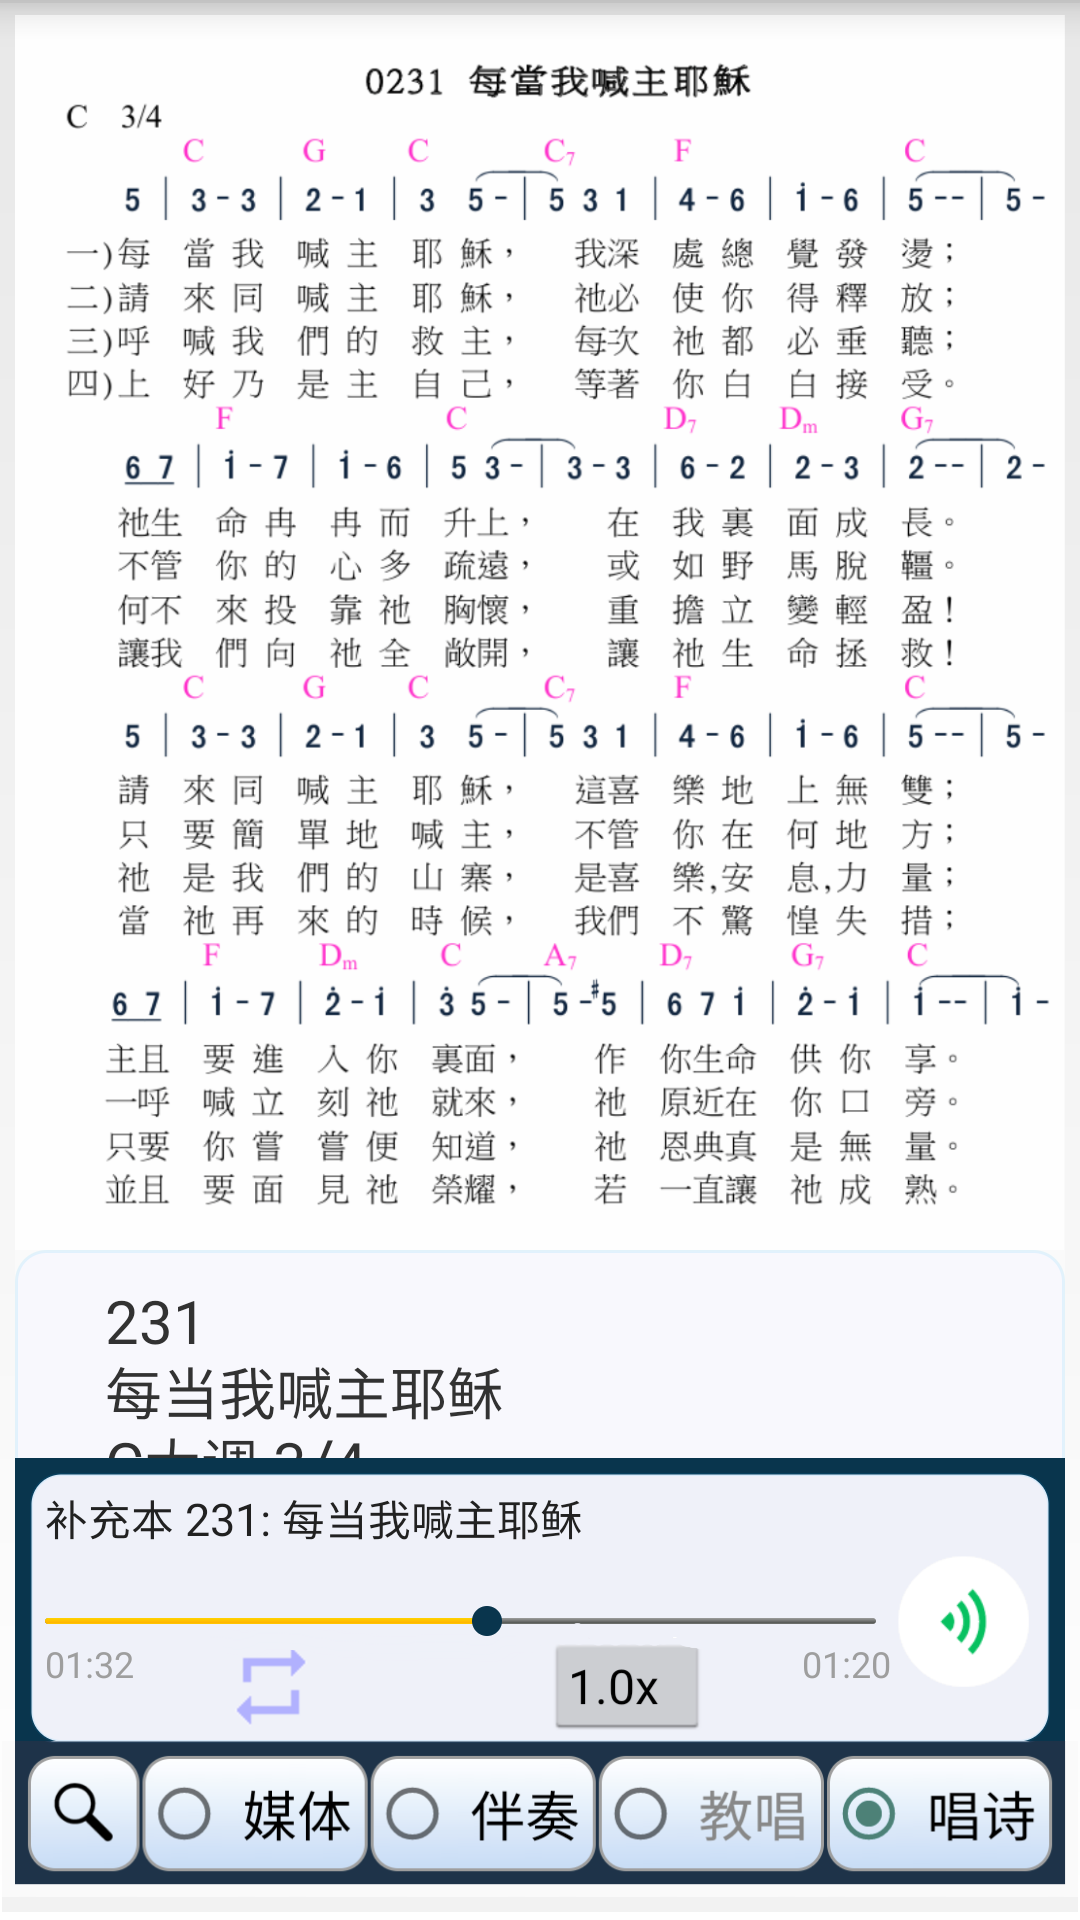 0231 每當我喊主耶穌
C 3/4
C G C C7 F C
5 | 3 - 3 | 2 - 1 | 3 5 - | 5 3 1 | 4 - 6 | i - 6 | 5 - - | 5 -
一)每 當 我 喊 主 耶 穌， 我深 處 總 覺 發 燙；
二)請 來 同 喊 主 耶 穌， 祂必 使 你 得 釋 放；
三)呼 喊 我 們 的 救 主， 每次 祂 都 必 垂 聽；
四)上 好 乃 是 主 自 己， 等著 你 白 白 接 受。
F C D7 Dm G7
6 7 | i - 7 | i - 6 | 5 3 - | 3 - 3 | 6 - 2 | 2 - 3 | 2 - - | 2 -
祂生 命 冉 冉 而 升上， 在 我 裏 面 成 長。
不管 你 的 心 多 疏遠， 或 如 野 馬 脫 韁。
何不 來 投 靠 祂 胸懷， 重 擔 立 變 輕 盈！
讓我 們 向 祂 全 敞開， 讓 祂 生 命 拯 救！
C G C C7 F C
5 | 3 - 3 | 2 - 1 | 3 5 - | 5 3 1 | 4 - 6 | i - 6 | 5 - - | 5 -
請 來 同 喊 主 耶 穌， 這喜 樂 地 上 無 雙；
只 要 簡 單 地 喊 主， 不管 你 在 何 地 方；
祂 是 我 們 的 山 寨， 是喜 樂,安 息,力 量；
當 祂 再 來 的 時 候， 我們 不 驚 惶 失 措；
F Dm C A7 D7 G7 C
6 7 | i - 7 | 2̇ - i | 3̇ 5 - | 5 - #5 | 6 7 i | 2̇ - i | i - - | i -
主且 要 進 入 你 裏面， 作 你生命 供 你 享。
一呼 喊 立 刻 祂 就來， 祂 原近在 你 口 旁。
只要 你 嘗 嘗 便 知道， 祂 恩典真 是 無 量。
並且 要 面 見 祂 榮耀， 若 一直讓 祂 成 熟。
231
每当我喊主耶稣
C大调 3/4
补充本 231: 每当我喊主耶稣
01:32 1.0x 01:20
媒体 伴奏 教唱 唱诗